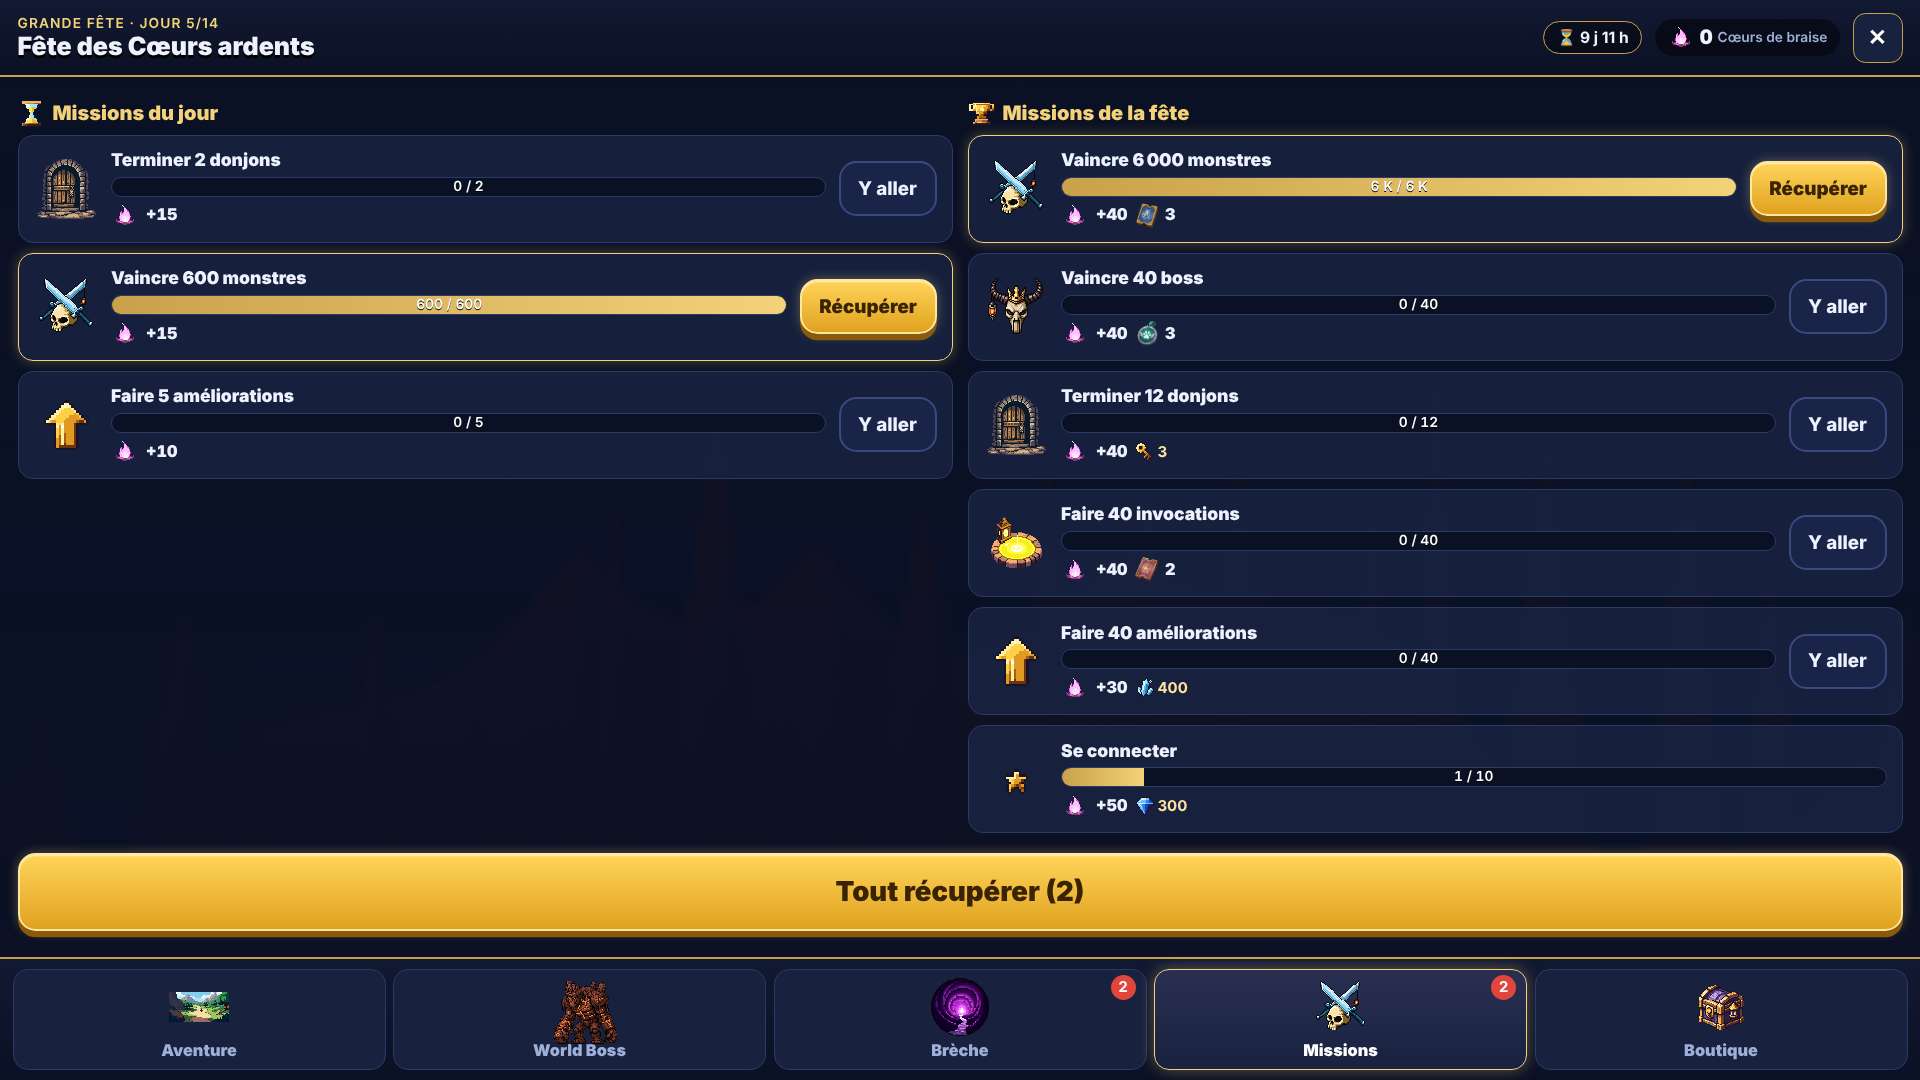 GRANDE FÊTE · JOUR 5/14
Fête des Cœurs ardents
9 j 11 h
0 Cœurs de braise
Missions du jour
Terminer 2 donjons
0 / 2
+15
Y aller
Vaincre 600 monstres
600 / 600
+15
Récupérer
Faire 5 améliorations
0 / 5
+10
Y aller
Missions de la fête
Vaincre 6 000 monstres
6 K / 6 K
+40 3
Récupérer
Vaincre 40 boss
0 / 40
+40 3
Y aller
Terminer 12 donjons
0 / 12
+40 3
Y aller
Faire 40 invocations
0 / 40
+40 2
Y aller
Faire 40 améliorations
0 / 40
+30 400
Y aller
Se connecter
1 / 10
+50 300
Tout récupérer (2)
Aventure
World Boss
2
Brèche
2
Missions
Boutique